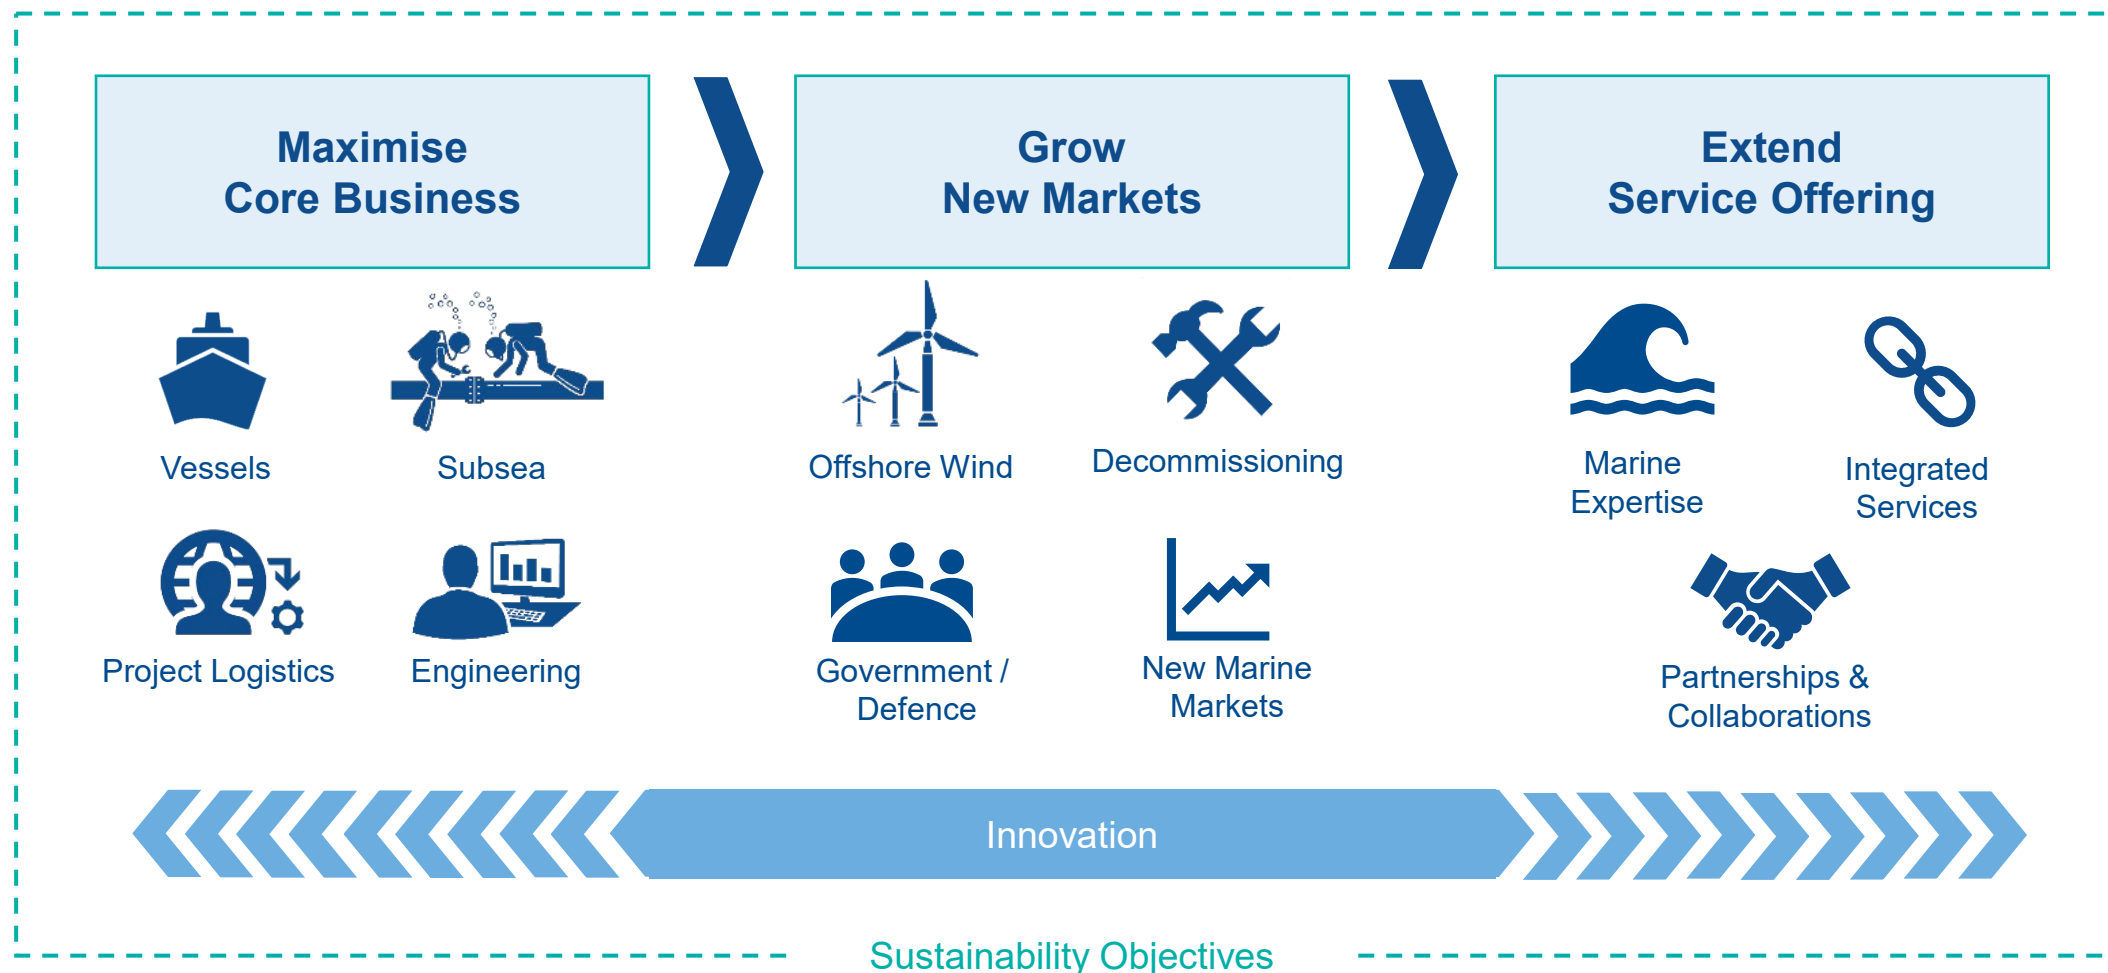 Maximise
Core Business
Grow
New Markets
Extend
Service Offering
Vessels
Subsea
Offshore Wind
Decommissioning
Marine
Expertise
Integrated
Services
Project Logistics
Engineering
Government /
Defence
New Marine
Markets
Partnerships &
Collaborations
Innovation
Sustainability Objectives